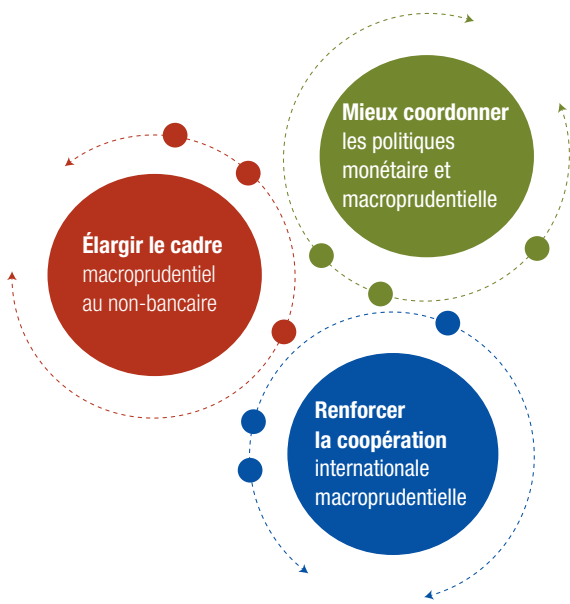 Mieux coordonner
les politiques
monétaire et
macroprudentielle
Élargir le cadre
macroprudentiel
au non-bancaire
Renforcer
la coopération
internationale
macroprudentielle